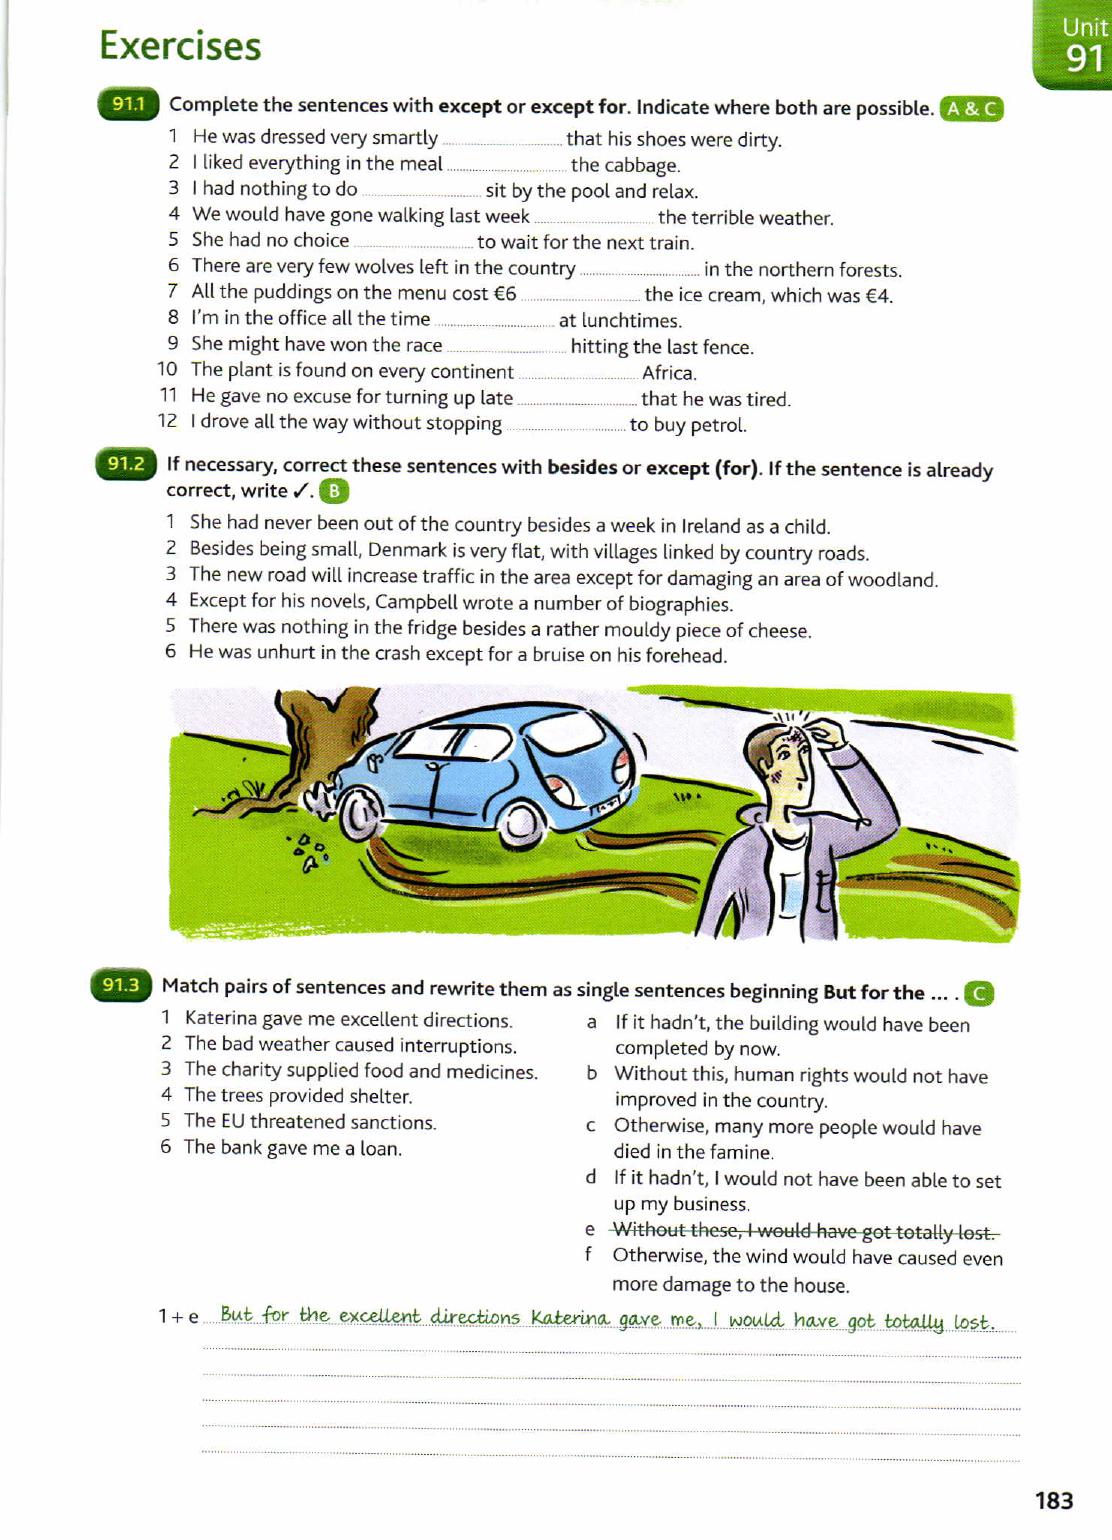 Exercises
Unit
91
91.1 Complete the sentences with except or except for. Indicate where both are possible. A & C
1 He was dressed very smartly .............................. that his shoes were dirty.
2 I liked everything in the meal .............................. the cabbage.
3 I had nothing to do .............................. sit by the pool and relax.
4 We would have gone walking last week .............................. the terrible weather.
5 She had no choice .............................. to wait for the next train.
6 There are very few wolves left in the country .............................. in the northern forests.
7 All the puddings on the menu cost €6 .............................. the ice cream, which was €4.
8 I'm in the office all the time .............................. at lunchtimes.
9 She might have won the race .............................. hitting the last fence.
10 The plant is found on every continent .............................. Africa.
11 He gave no excuse for turning up late .............................. that he was tired.
12 I drove all the way without stopping .............................. to buy petrol.
91.2 If necessary, correct these sentences with besides or except (for). If the sentence is already
correct, write ✓. B
1 She had never been out of the country besides a week in Ireland as a child.
2 Besides being small, Denmark is very flat, with villages linked by country roads.
3 The new road will increase traffic in the area except for damaging an area of woodland.
4 Except for his novels, Campbell wrote a number of biographies.
5 There was nothing in the fridge besides a rather mouldy piece of cheese.
6 He was unhurt in the crash except for a bruise on his forehead.
91.3 Match pairs of sentences and rewrite them as single sentences beginning But for the ... . C
1 Katerina gave me excellent directions.
2 The bad weather caused interruptions.
3 The charity supplied food and medicines.
4 The trees provided shelter.
5 The EU threatened sanctions.
6 The bank gave me a loan.
a If it hadn't, the building would have been
completed by now.
b Without this, human rights would not have
improved in the country.
c Otherwise, many more people would have
died in the famine.
d If it hadn't, I would not have been able to set
up my business.
e Without these, I would have got totally lost.
f Otherwise, the wind would have caused even
more damage to the house.
1 + e But for the excellent directions Katerina gave me, I would have got totally lost.
183